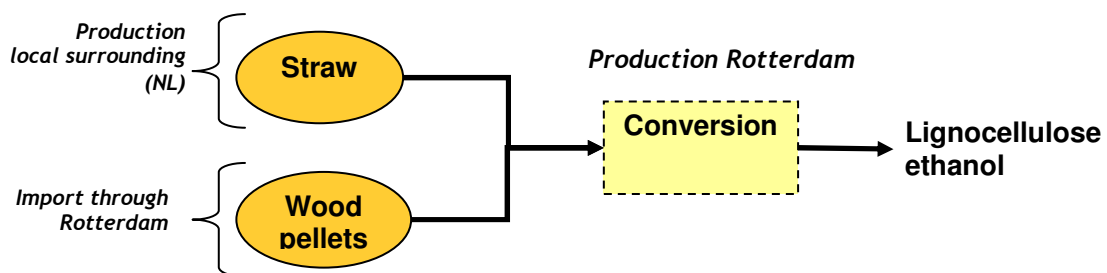 Production
local surrounding
(NL)
Straw
Production Rotterdam
Conversion
Lignocellulose
ethanol
Import through
Rotterdam
Wood
pellets